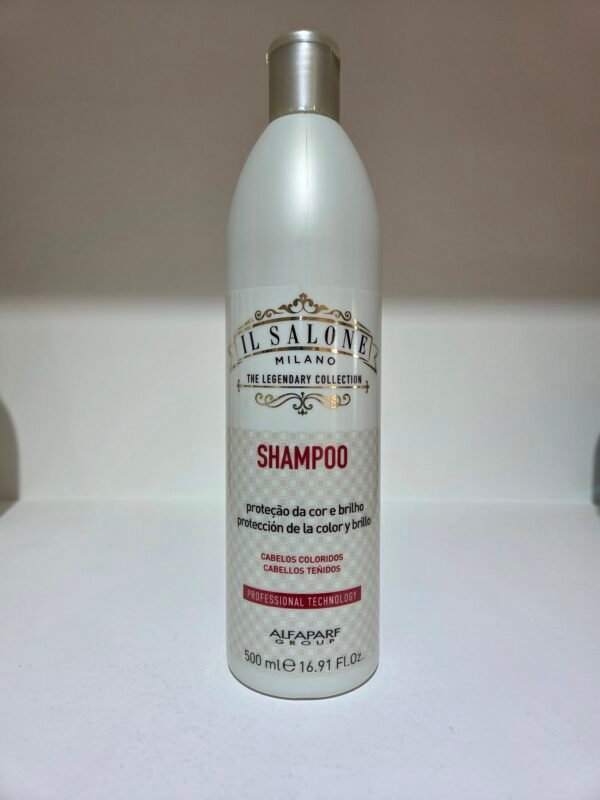 IL SALONE
MILANO
THE LEGENDARY COLLECTION
SHAMPOO
proteção da cor e brilho
protección de la color y brillo
CABELOS COLORIDOS
CABELLOS TEÑIDOS
PROFESSIONAL TECHNOLOGY
ALFAPARF
GROUP
500 ml ℮ 16.91 Fl.Oz.